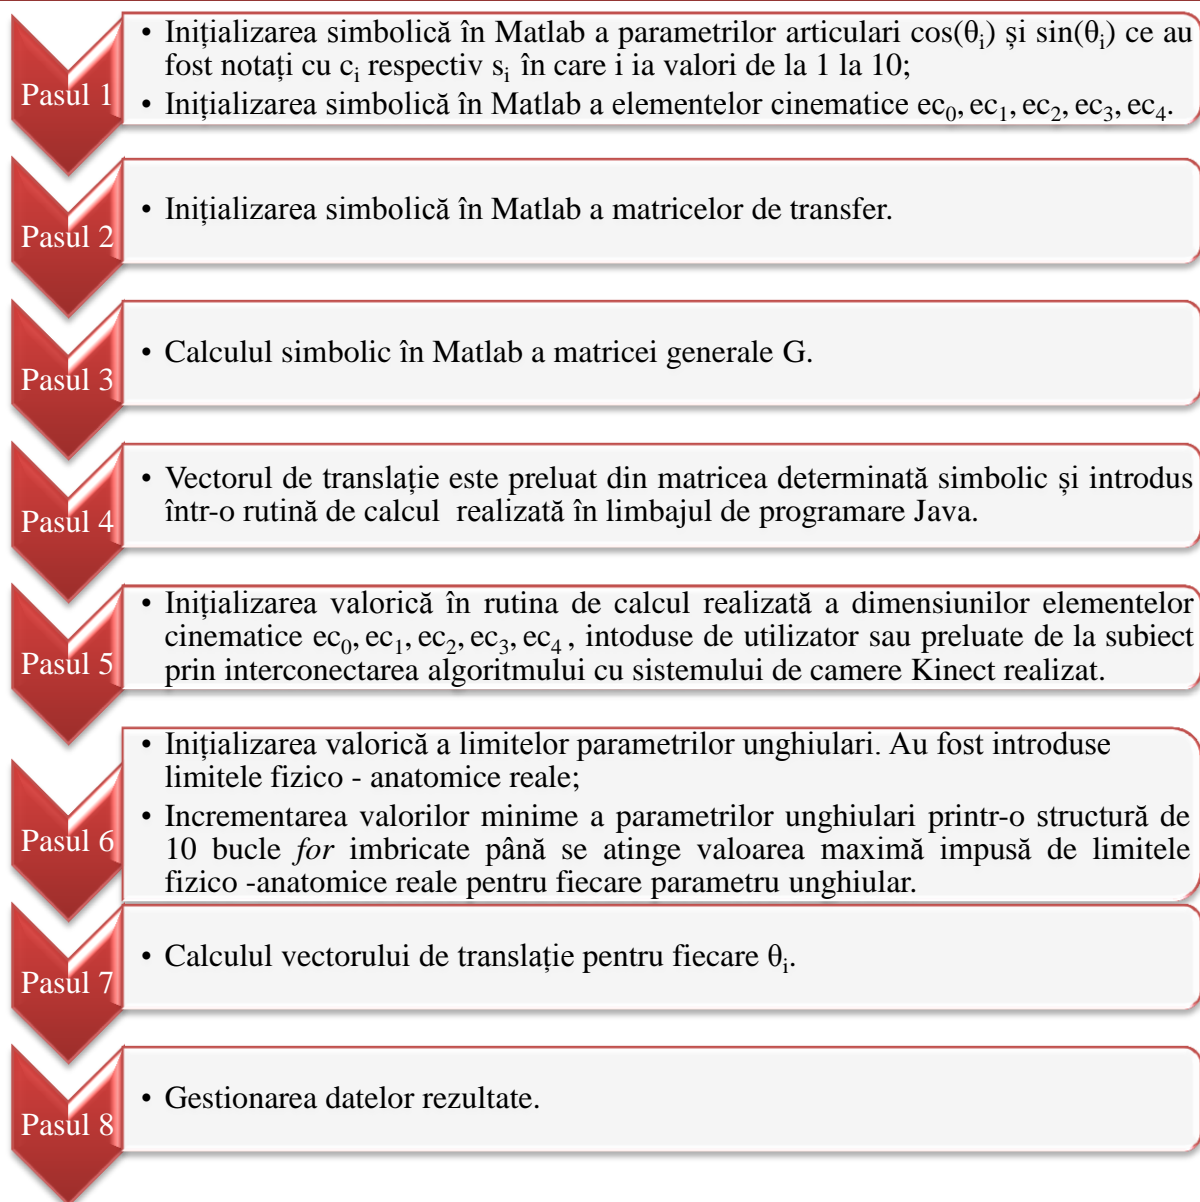 Pasul 1
• Inițializarea simbolică în Matlab a parametrilor articulari cos(θᵢ) și sin(θᵢ) ce au
fost notați cu cᵢ respectiv sᵢ în care i ia valori de la 1 la 10;
• Inițializarea simbolică în Matlab a elementelor cinematice ec₀, ec₁, ec₂, ec₃, ec₄.
Pasul 2
• Inițializarea simbolică în Matlab a matricelor de transfer.
Pasul 3
• Calculul simbolic în Matlab a matricei generale G.
Pasul 4
• Vectorul de translație este preluat din matricea determinată simbolic și introdus
într-o rutină de calcul realizată în limbajul de programare Java.
Pasul 5
• Inițializarea valorică în rutina de calcul realizată a dimensiunilor elementelor
cinematice ec₀, ec₁, ec₂, ec₃, ec₄ , intoduse de utilizator sau preluate de la subiect
prin interconectarea algoritmului cu sistemului de camere Kinect realizat.
Pasul 6
• Inițializarea valorică a limitelor parametrilor unghiulari. Au fost introduse
limitele fizico - anatomice reale;
• Incrementarea valorilor minime a parametrilor unghiulari printr-o structură de
10 bucle for imbricate până se atinge valoarea maximă impusă de limitele
fizico -anatomice reale pentru fiecare parametru unghiular.
Pasul 7
• Calculul vectorului de translație pentru fiecare θᵢ.
Pasul 8
• Gestionarea datelor rezultate.